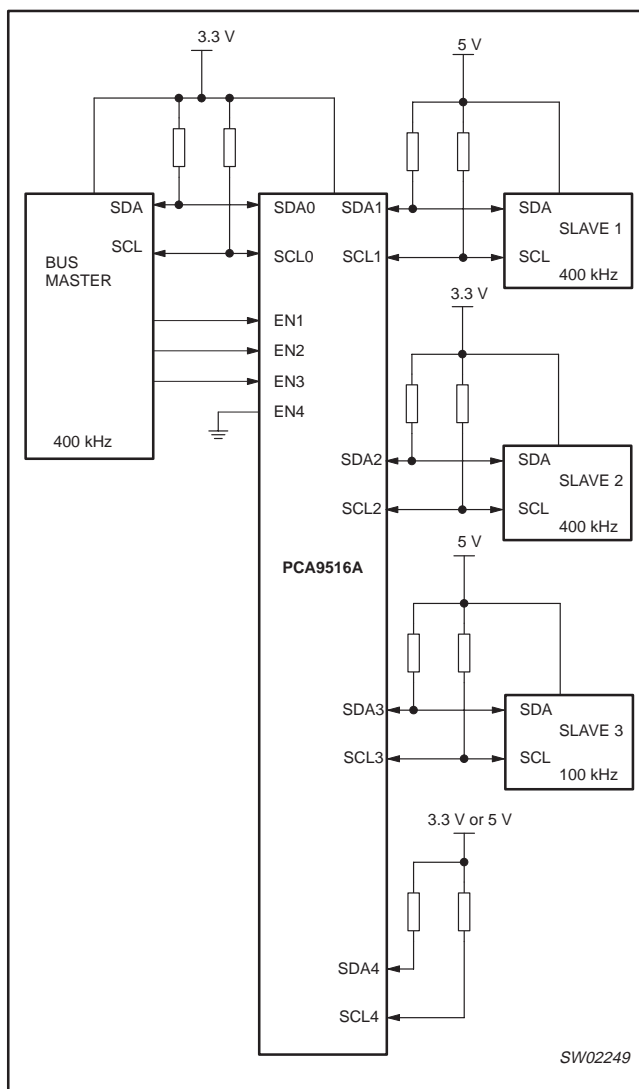 3.3 V
5 V
SDA
SDA0
SDA1
SDA
SLAVE 1
SCL
SCL0
SCL1
SCL
400 kHz
BUS
MASTER
3.3 V
EN1
EN2
EN3
EN4
400 kHz
SDA2
SDA
SLAVE 2
SCL2
SCL
400 kHz
5 V
PCA9516A
SDA3
SDA
SLAVE 3
SCL3
SCL
100 kHz
3.3 V or 5 V
SDA4
SCL4
SW02249